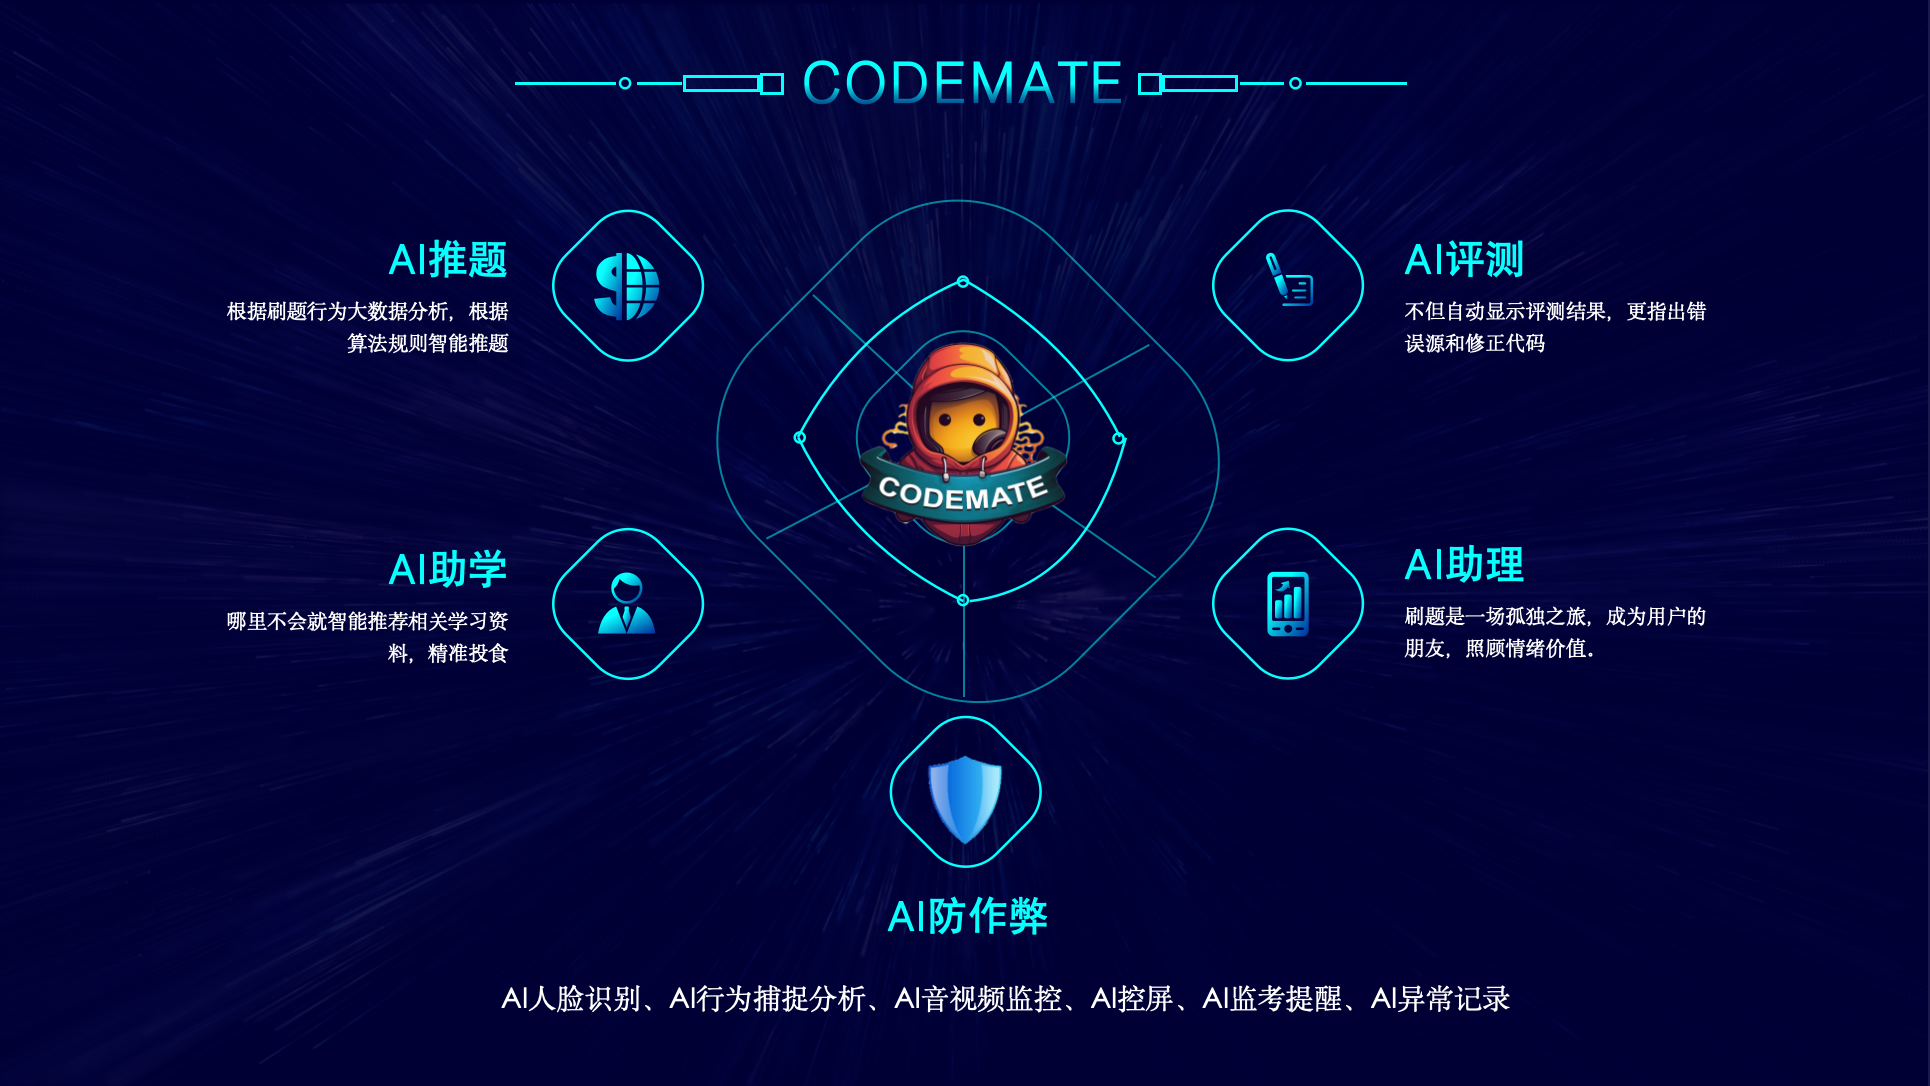 CODEMATE
AI推题
根据刷题行为大数据分析，根据
算法规则智能推题
AI评测
不但自动显示评测结果，更指出错
误源和修正代码
CODEMATE
AI助学
哪里不会就智能推荐相关学习资
料，精准投食
AI助理
刷题是一场孤独之旅，成为用户的
朋友，照顾情绪价值。
AI防作弊
AI人脸识别、AI行为捕捉分析、AI音视频监控、AI控屏、AI监考提醒、AI异常记录